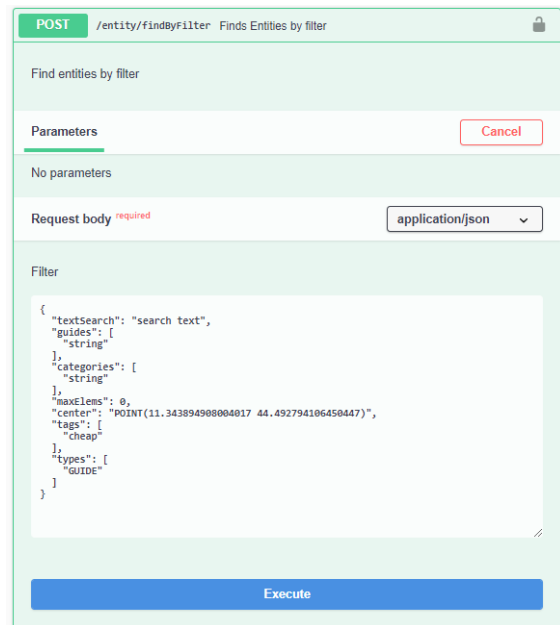 POST /entity/findByFilter Finds Entities by filter
Find entities by filter
Parameters Cancel
No parameters
Request body required application/json
Filter
{
  "textSearch": "search text",
  "guides": [
    "string"
  ],
  "categories": [
    "string"
  ],
  "maxElems": 0,
  "center": "POINT(11.343894908004017 44.492794106450447)",
  "tags": [
    "cheap"
  ],
  "types": [
    "GUIDE"
  ]
}
Execute